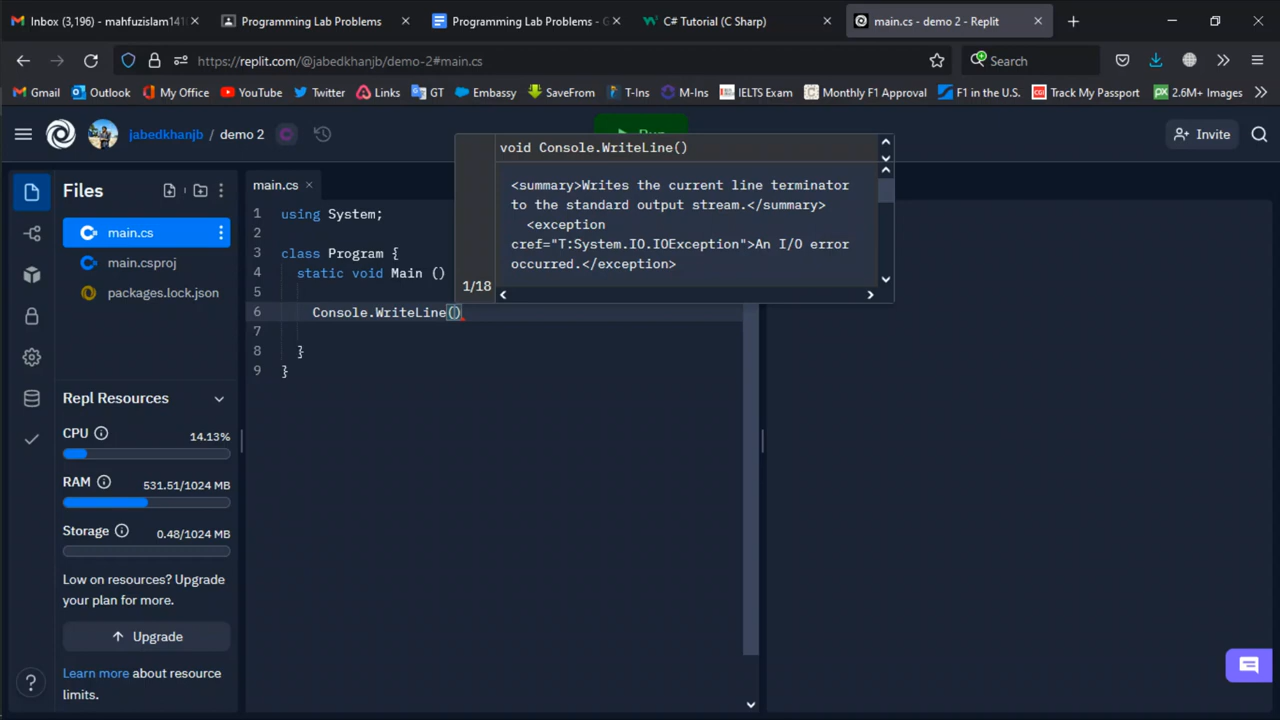 Inbox (3,196) - mahfuzislam141
Programming Lab Problems
Programming Lab Problems - G
C# Tutorial (C Sharp)
main.cs - demo 2 - Replit
https://replit.com/@jabedkhanjb/demo-2#main.cs
Search
Gmail
Outlook
My Office
YouTube
Twitter
Links
GT
Embassy
SaveFrom
T-Ins
M-Ins
IELTS Exam
Monthly F1 Approval
F1 in the U.S.
Track My Passport
2.6M+ Images
jabedkhanjb / demo 2
Run
Invite
Files
main.cs
main.csproj
packages.lock.json
Repl Resources
CPU
14.13%
RAM
531.51/1024 MB
Storage
0.48/1024 MB
Low on resources? Upgrade
your plan for more.
Upgrade
Learn more about resource
limits.
main.cs
1 using System;
2
3 class Program {
4 static void Main ()
5
6 Console.WriteLine()
7
8 }
9 }
void Console.WriteLine()
<summary>Writes the current line terminator
to the standard output stream.</summary>
<exception
cref="T:System.IO.IOException">An I/O error
occurred.</exception>
1/18